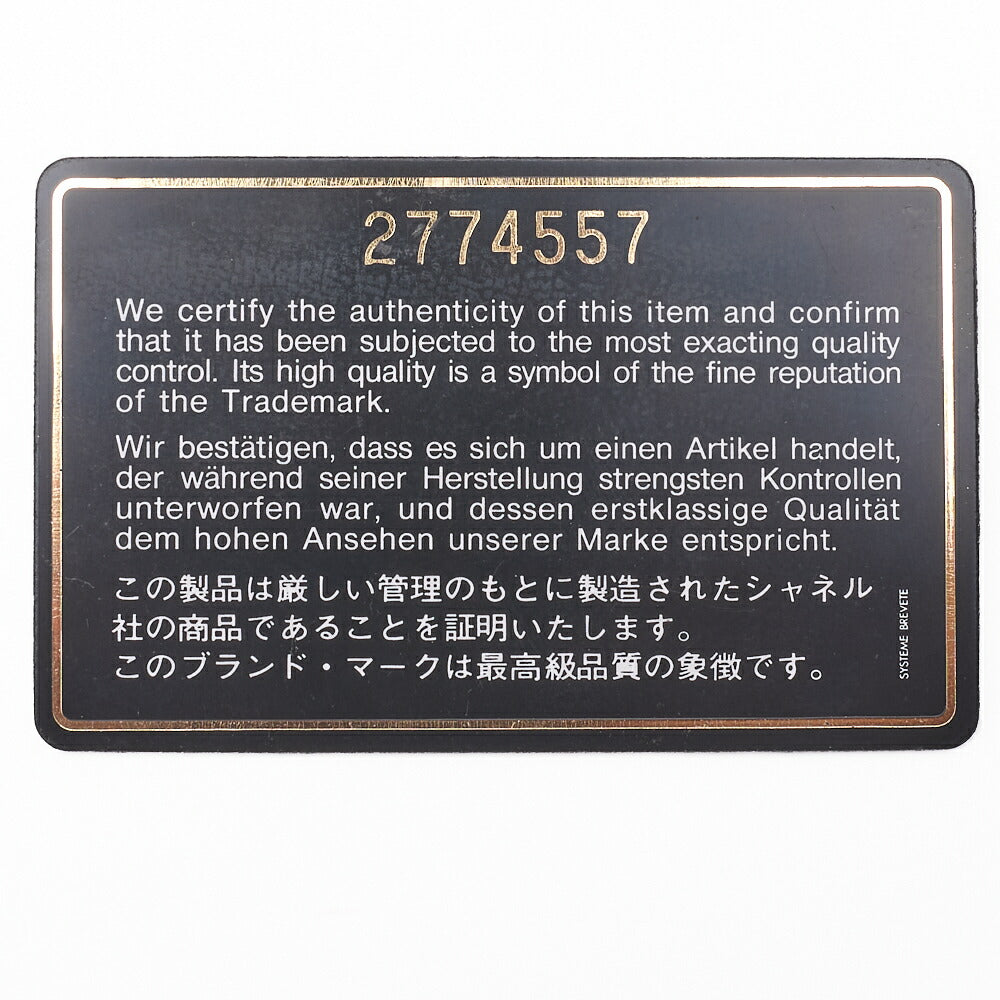 2774557
We certify the authenticity of this item and confirm
that it has been subjected to the most exacting quality
control. Its high quality is a symbol of the fine reputation
of the Trademark.
Wir bestätigen, dass es sich um einen Artikel handelt,
der während seiner Herstellung strengsten Kontrollen
unterworfen war, und dessen erstklassige Qualität
dem hohen Ansehen unserer Marke entspricht.
この製品は厳しい管理のもとに製造されたシャネル
社の商品であることを証明いたします。
このブランド・マークは最高級品質の象徴です。
SYSTEME BREVETE